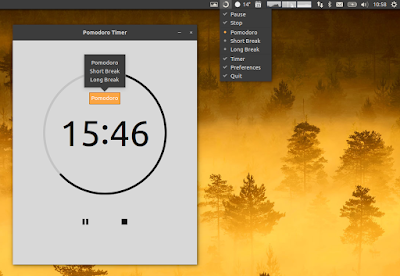 14°
10:58
Pomodoro Timer
Pomodoro
Short Break
Long Break
Pomodoro
15:46
Pause
Stop
Pomodoro
Short Break
Long Break
Timer
Preferences
Quit